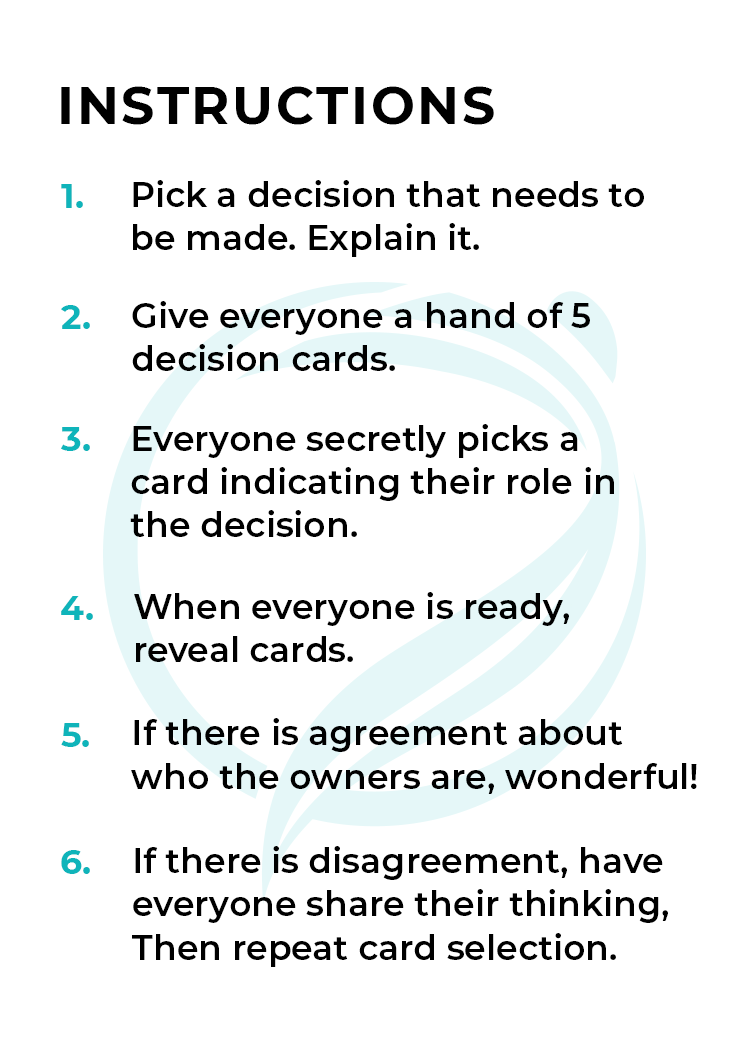 INSTRUCTIONS
1. Pick a decision that needs to
be made. Explain it.
2. Give everyone a hand of 5
decision cards.
3. Everyone secretly picks a
card indicating their role in
the decision.
4. When everyone is ready,
reveal cards.
5. If there is agreement about
who the owners are, wonderful!
6. If there is disagreement, have
everyone share their thinking,
Then repeat card selection.